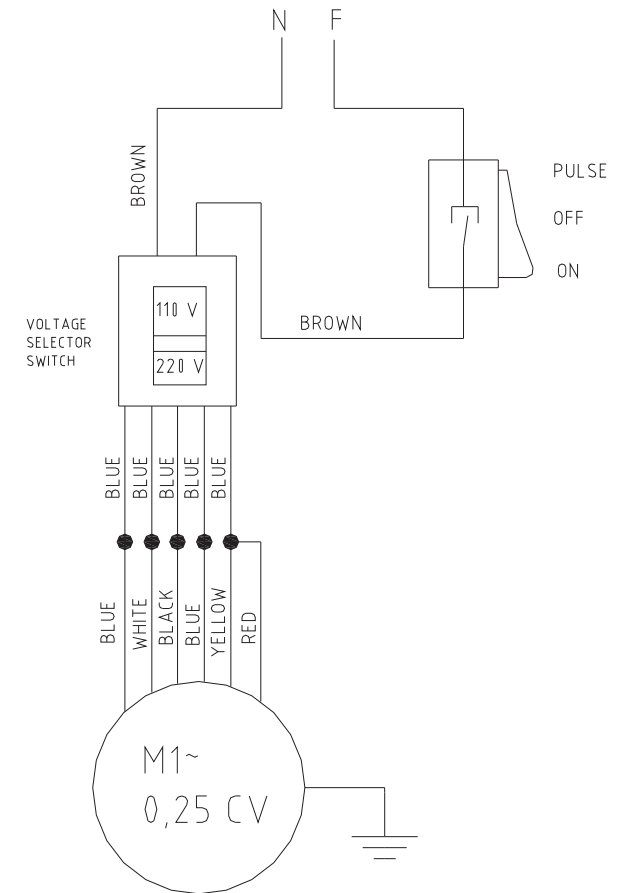 N F
BROWN
PULSE
OFF
ON
BROWN
VOLTAGE
SELECTOR
SWITCH
110 V
220 V
BLUE BLUE BLUE BLUE BLUE
BLUE WHITE BLACK BLUE YELLOW RED
M1~
0,25 CV